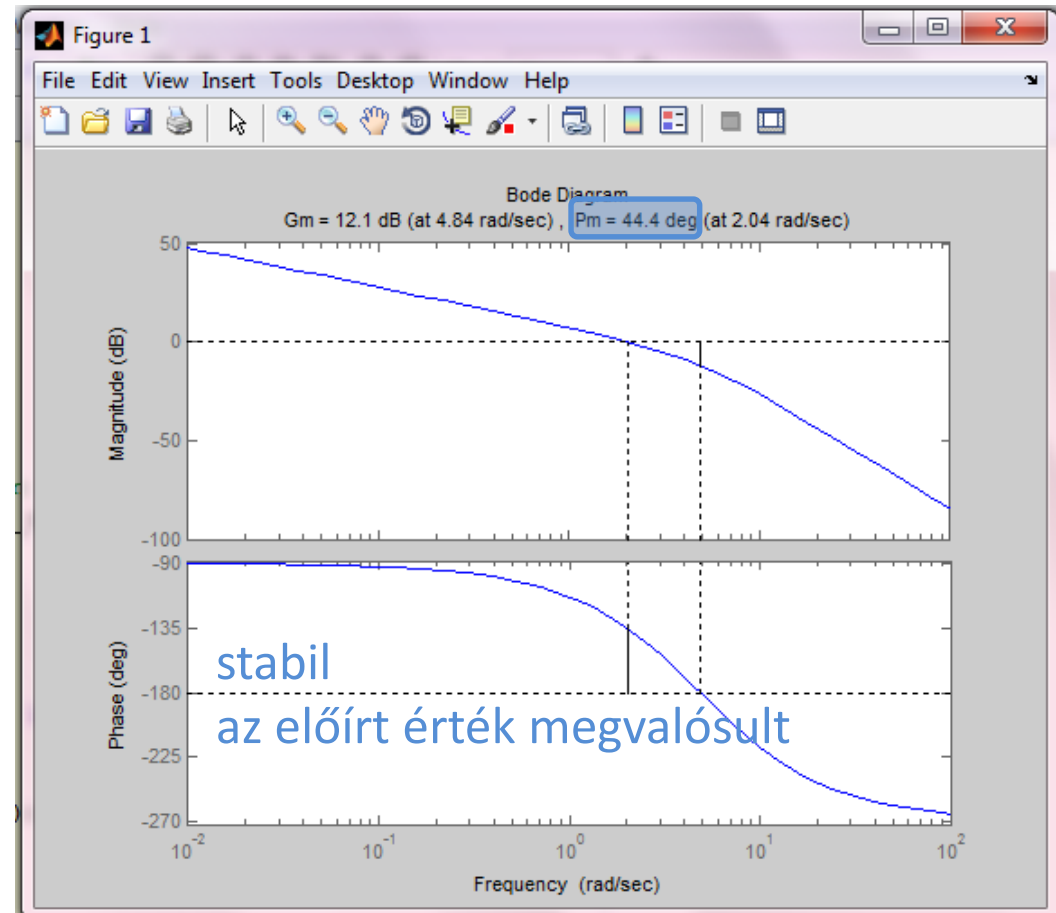 Figure 1
File Edit View Insert Tools Desktop Window Help
Bode Diagram
Gm = 12.1 dB (at 4.84 rad/sec) , Pm = 44.4 deg (at 2.04 rad/sec)
50
0
-50
-100
Magnitude (dB)
-90
-135
-180
-225
-270
Phase (deg)
stabil
az előírt érték megvalósult
10^-2 10^-1 10^0 10^1 10^2
Frequency (rad/sec)